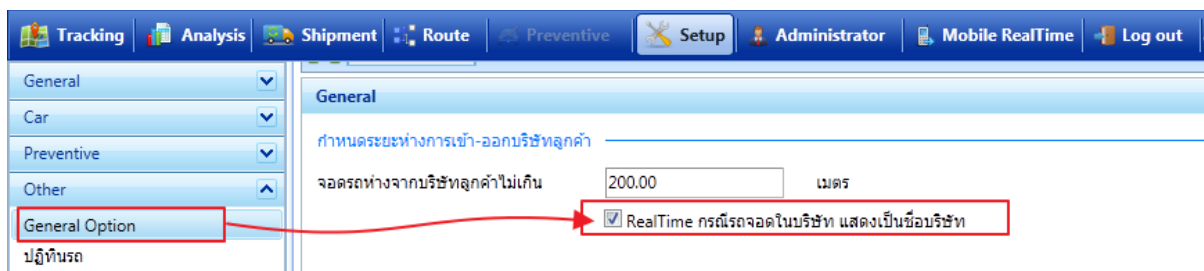 Tracking Analysis Shipment Route Preventive Setup Administrator Mobile RealTime Log out
General
Car
Preventive
Other
General Option
ปฏิทินรถ
General
กำหนดระยะห่างการเข้า-ออกบริษัทลูกค้า
จอดรถห่างจากบริษัทลูกค้าไม่เกิน 200.00 เมตร
RealTime กรณีรถจอดในบริษัท แสดงเป็นชื่อบริษัท